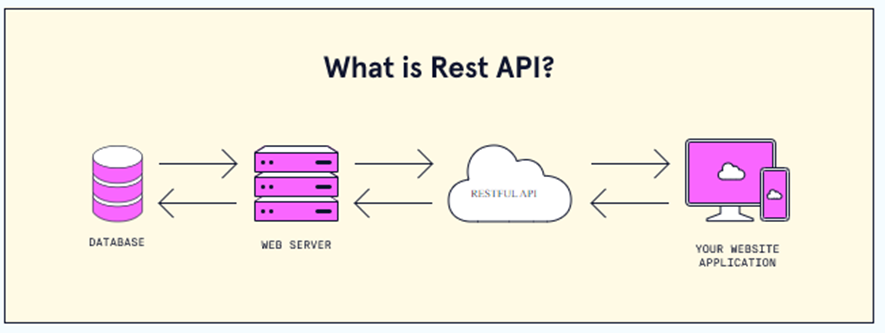 What is Rest API?
RESTFUL API
DATABASE
WEB SERVER
YOUR WEBSITE
APPLICATION